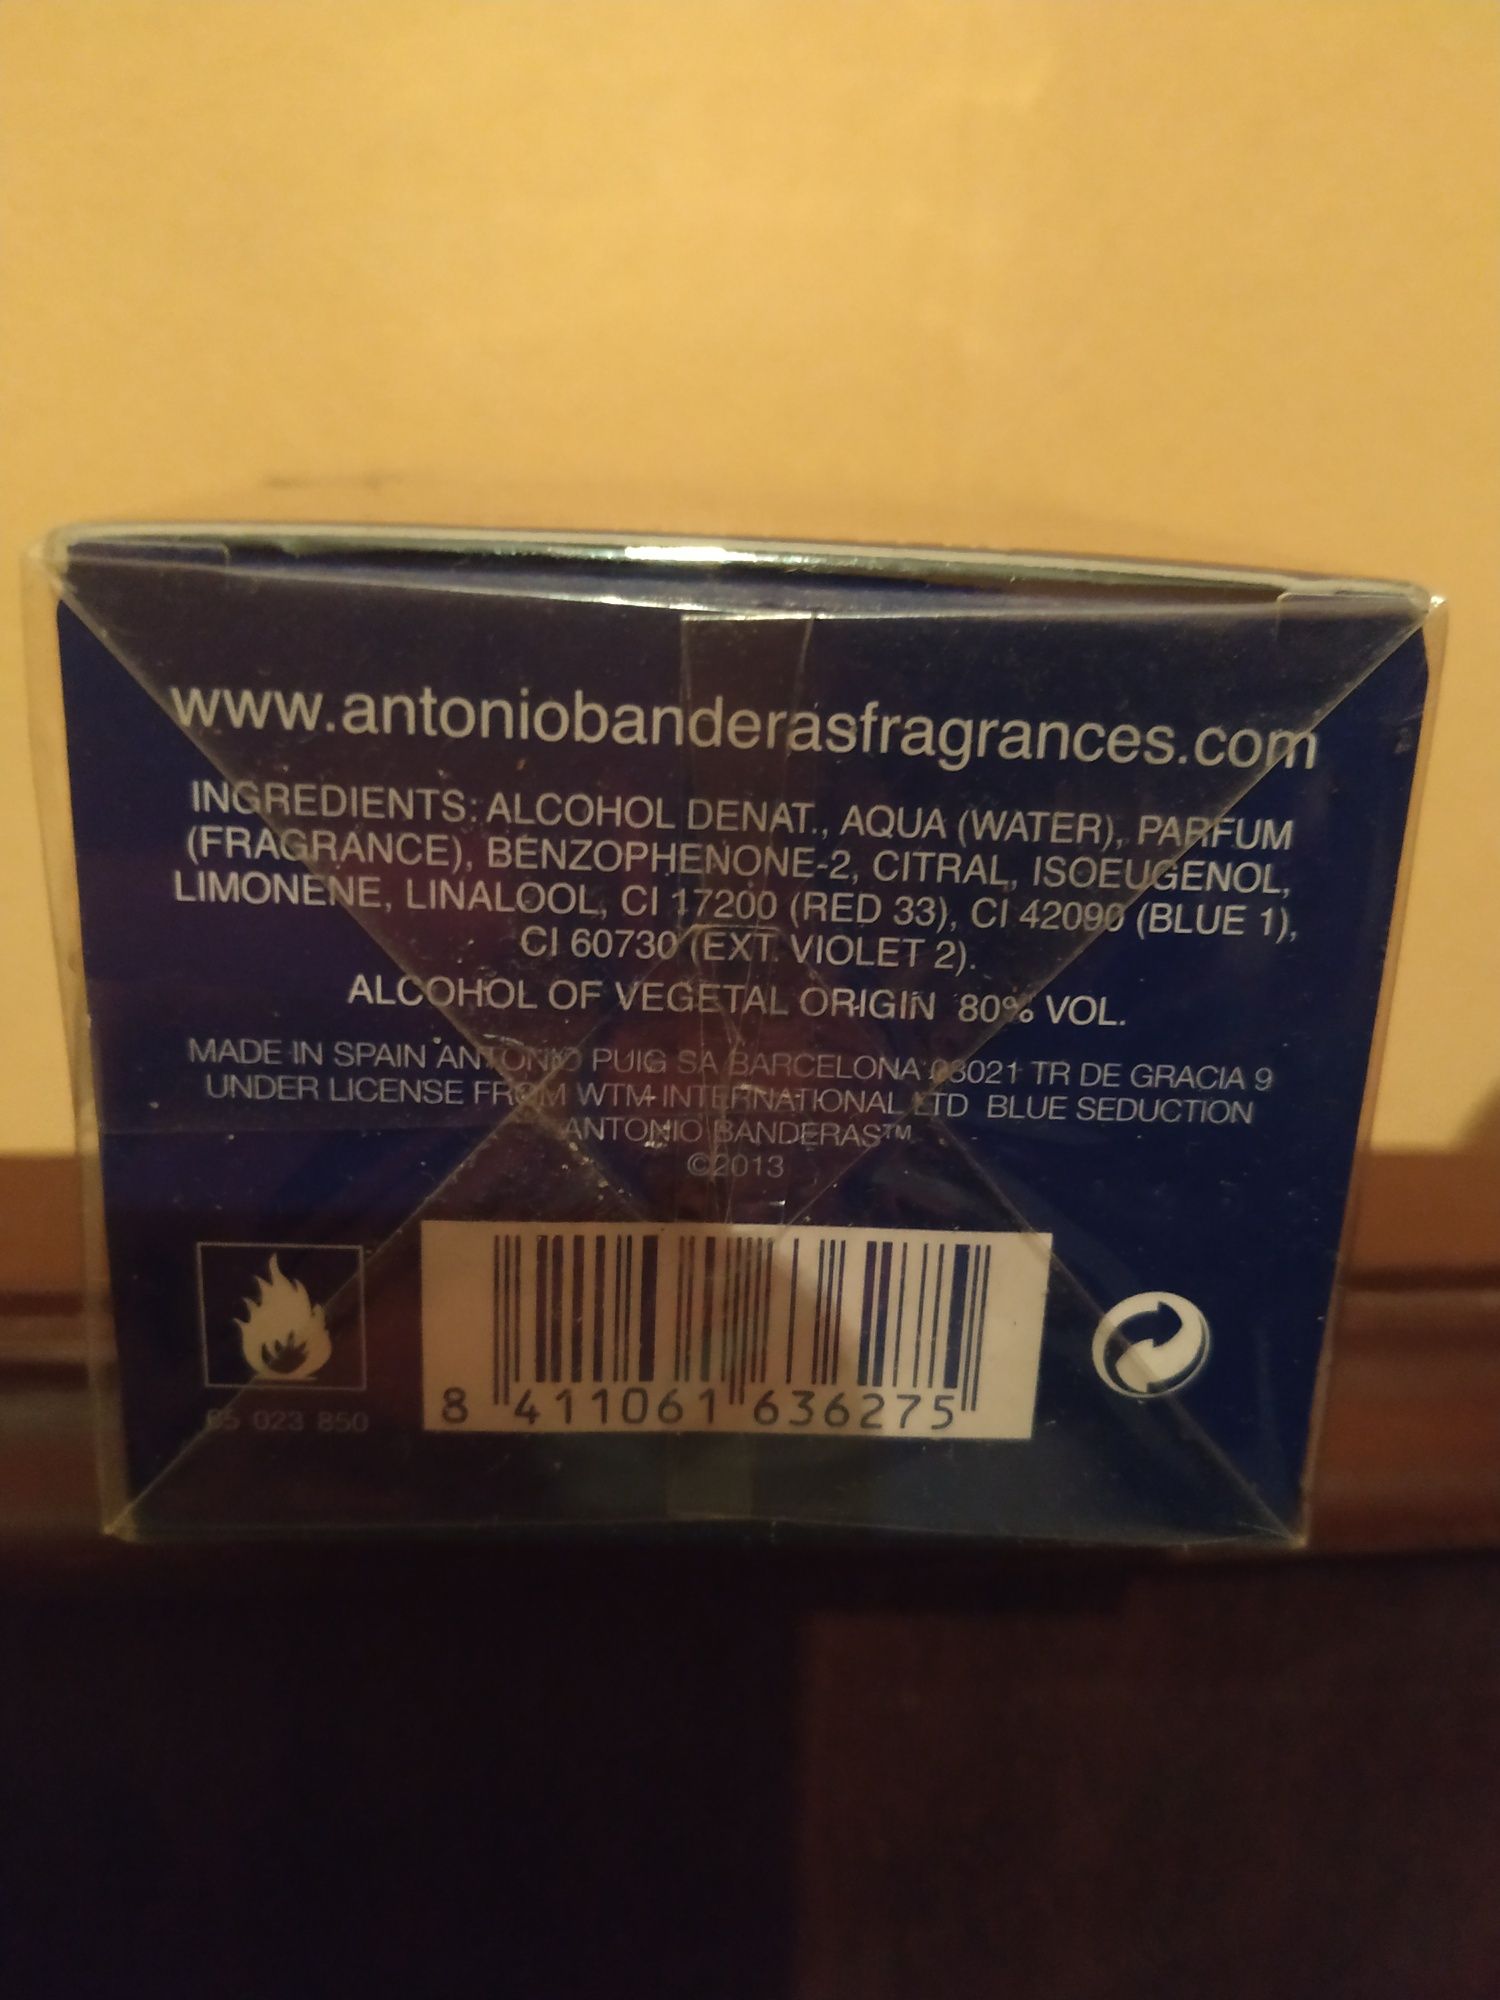 www.antoniobanderasfragrances.com
INGREDIENTS: ALCOHOL DENAT., AQUA (WATER), PARFUM
(FRAGRANCE), BENZOPHENONE-2, CITRAL, ISOEUGENOL,
LIMONENE, LINALOOL, CI 17200 (RED 33), CI 42090 (BLUE 1),
CI 60730 (EXT. VIOLET 2).
ALCOHOL OF VEGETAL ORIGIN 80% VOL.
MADE IN SPAIN ANTONIO PUIG SA BARCELONA 08021 TR DE GRACIA 9
UNDER LICENSE FROM WTM INTERNATIONAL LTD BLUE SEDUCTION
ANTONIO BANDERAS™
©2013
8 411061 636275
05 023 850